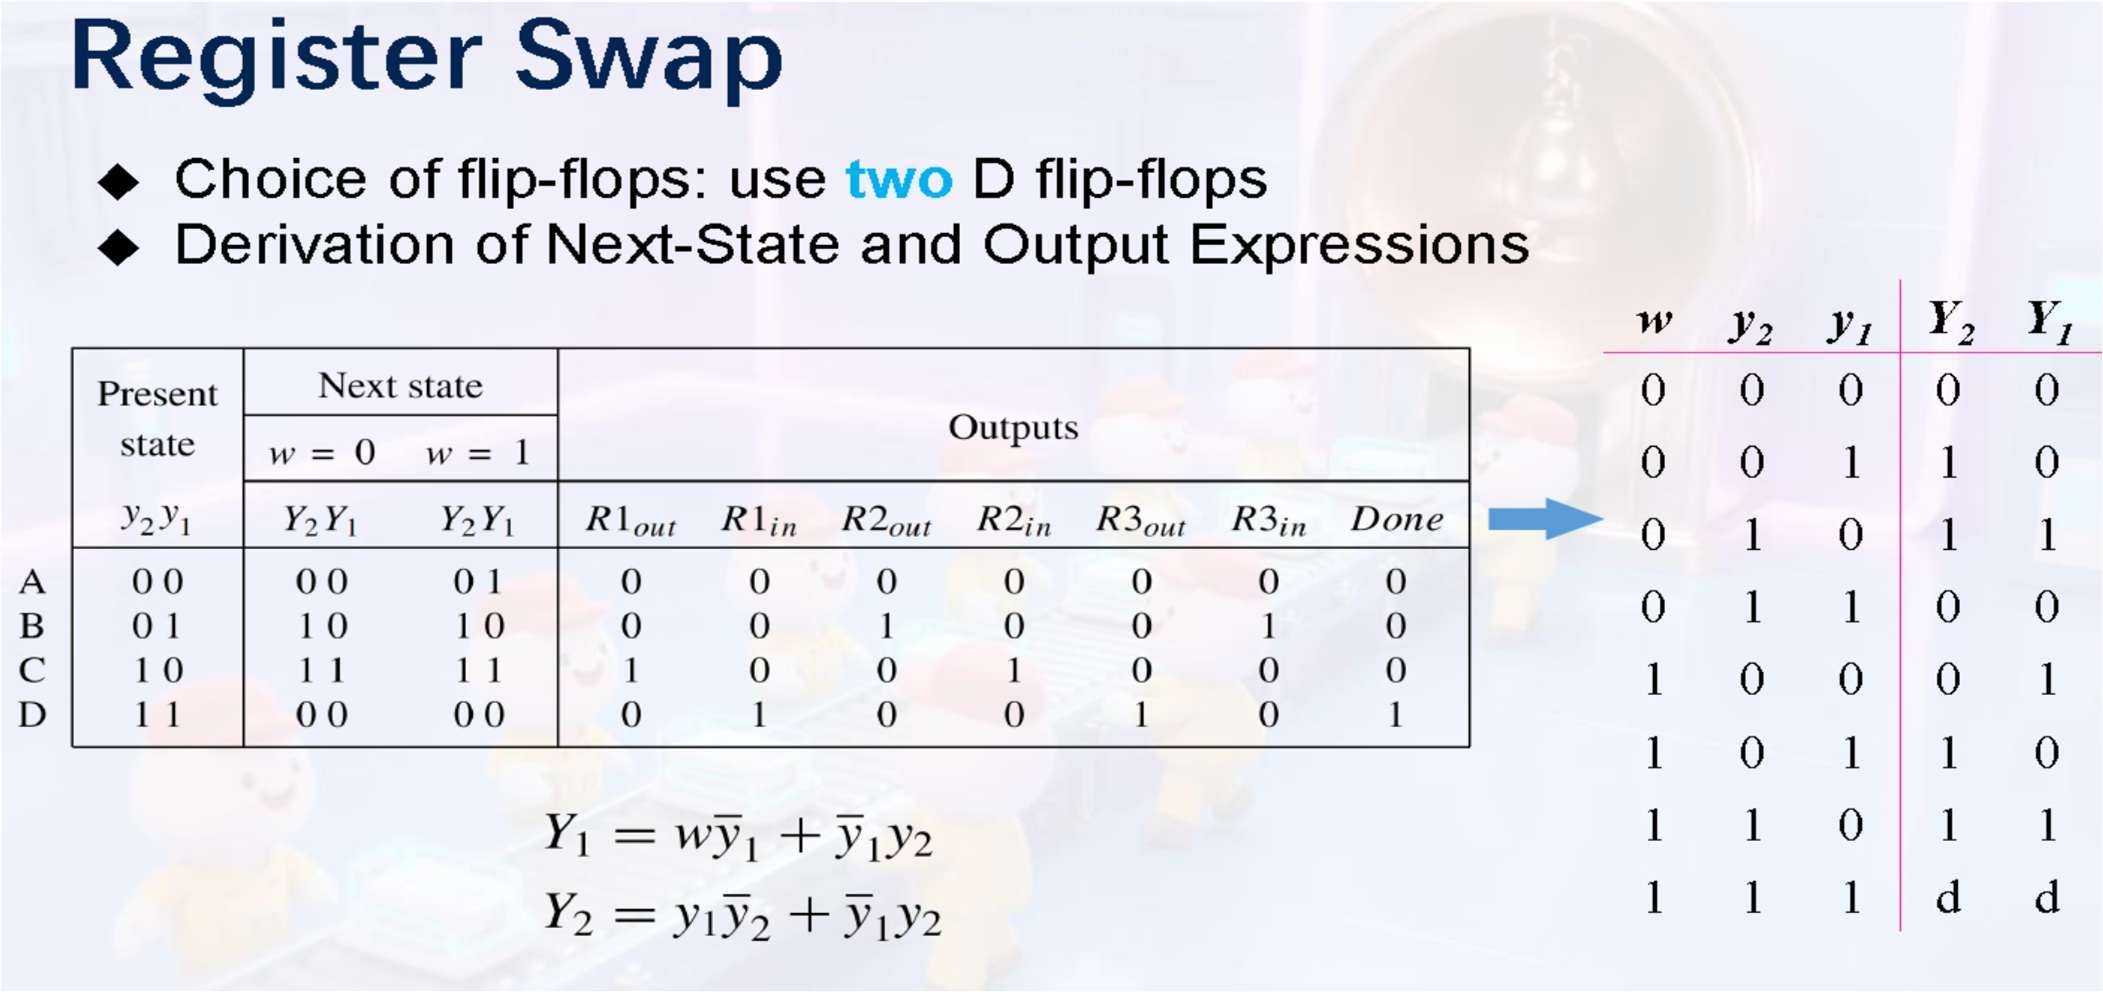 Register Swap
◆ Choice of flip-flops: use two D flip-flops
◆ Derivation of Next-State and Output Expressions
Present state Next state Outputs
w = 0 w = 1
y₂y₁ Y₂Y₁ Y₂Y₁ R1out R1in R2out R2in R3out R3in Done
A 0 0 0 0 0 1 0 0 0 0 0 0 0
B 0 1 1 0 1 0 0 0 1 0 0 1 0
C 1 0 1 1 1 1 1 0 0 1 0 0 0
D 1 1 0 0 0 0 0 1 0 0 1 0 1
Y₁ = wy̅₁ + y̅₁y₂
Y₂ = y₁y̅₂ + y̅₁y₂
w y₂ y₁ Y₂ Y₁
0 0 0 0 0
0 0 1 1 0
0 1 0 1 1
0 1 1 0 0
1 0 0 0 1
1 0 1 1 0
1 1 0 1 1
1 1 1 d d